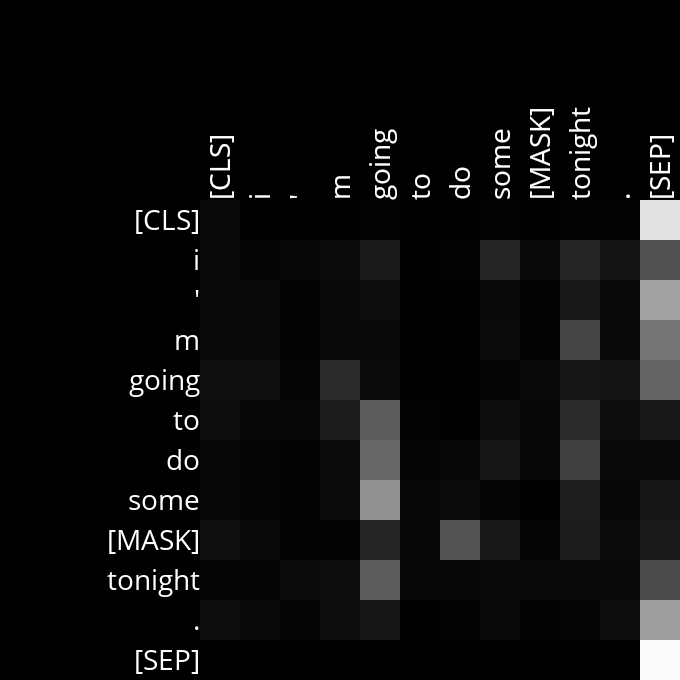 [CLS] i ' m going to do some [MASK] tonight . [SEP]
[CLS]
i
'
m
going
to
do
some
[MASK]
tonight
.
[SEP]